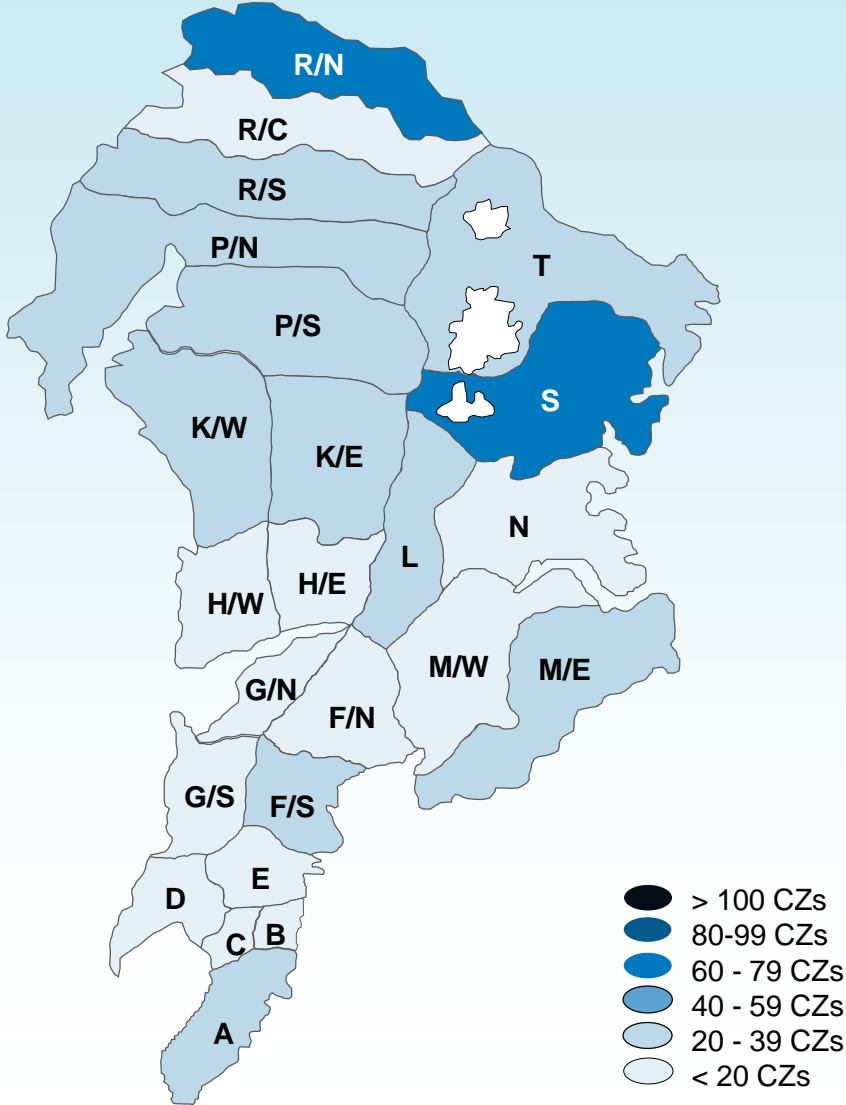 R/N
R/C
R/S
P/N
T
P/S
S
K/W
K/E
N
L
H/E
H/W
M/W
M/E
G/N
F/N
G/S
F/S
E
D
B
C
A
> 100 CZs
80-99 CZs
60 - 79 CZs
40 - 59 CZs
20 - 39 CZs
< 20 CZs